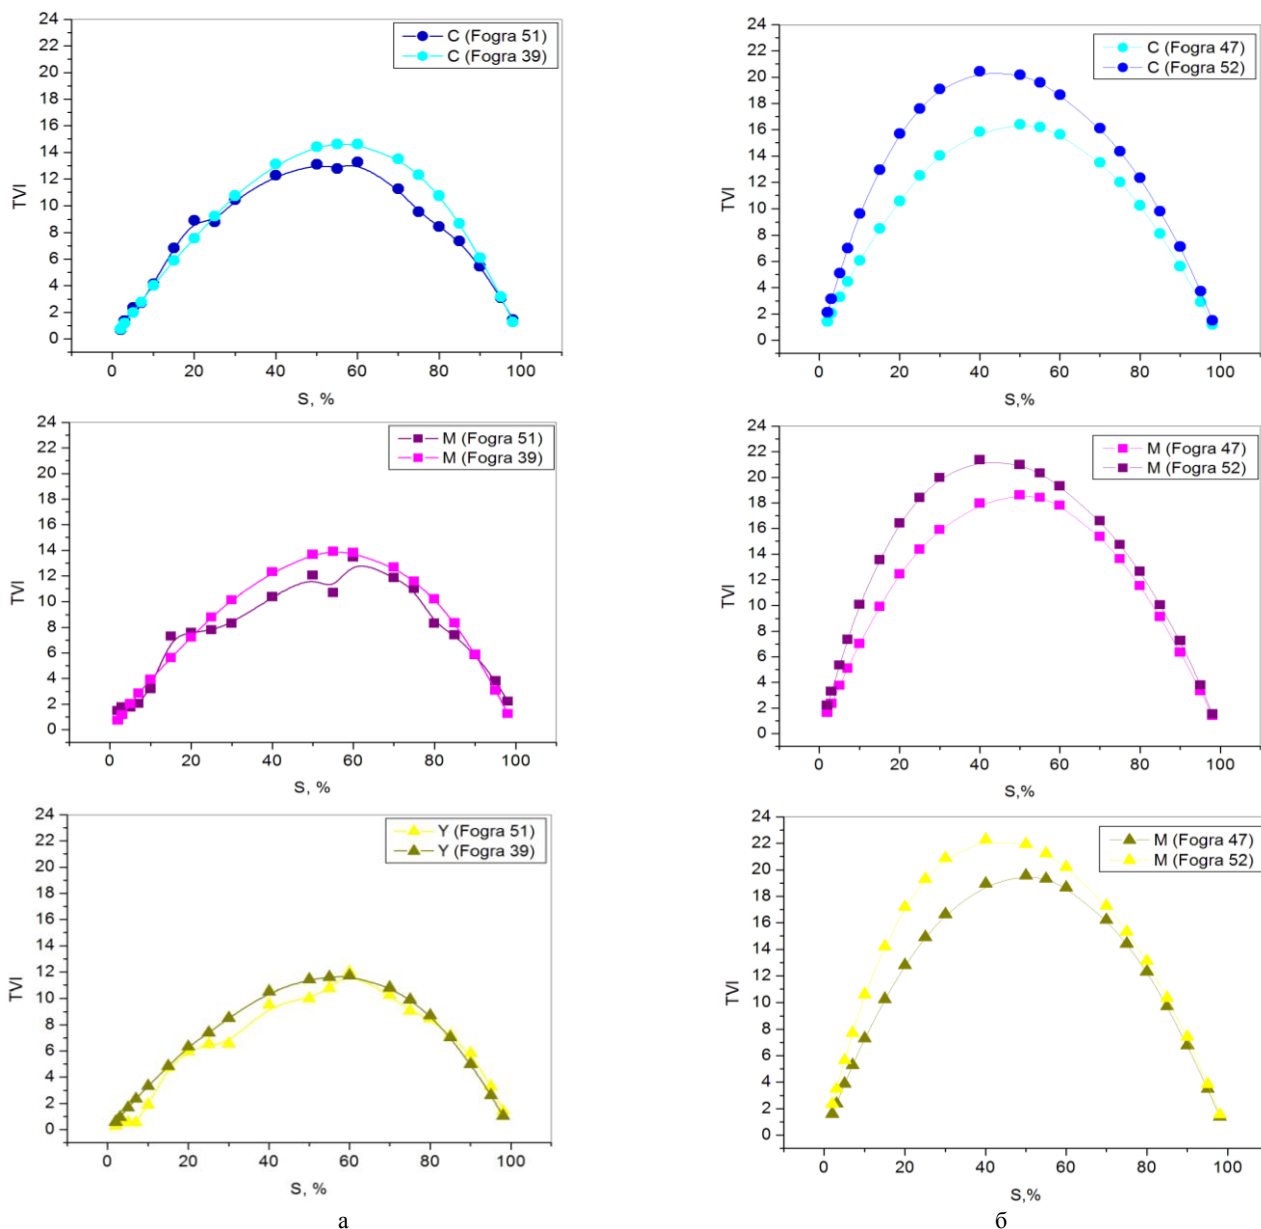 24
22
20
18
16
14
12
10
8
6
4
2
0
TVI
C (Fogra 51)
C (Fogra 39)
0 20 40 60 80 100
S, %
24
22
20
18
16
14
12
10
8
6
4
2
0
TVI
C (Fogra 47)
C (Fogra 52)
0 20 40 60 80 100
S, %
24
22
20
18
16
14
12
10
8
6
4
2
0
TVI
M (Fogra 51)
M (Fogra 39)
0 20 40 60 80 100
S, %
24
22
20
18
16
14
12
10
8
6
4
2
0
TVI
M (Fogra 47)
M (Fogra 52)
0 20 40 60 80 100
S,%
24
22
20
18
16
14
12
10
8
6
4
2
0
TVI
Y (Fogra 51)
Y (Fogra 39)
0 20 40 60 80 100
S, %
24
22
20
18
16
14
12
10
8
6
4
2
0
TVI
M (Fogra 47)
M (Fogra 52)
0 20 40 60 80 100
S,%
а
б